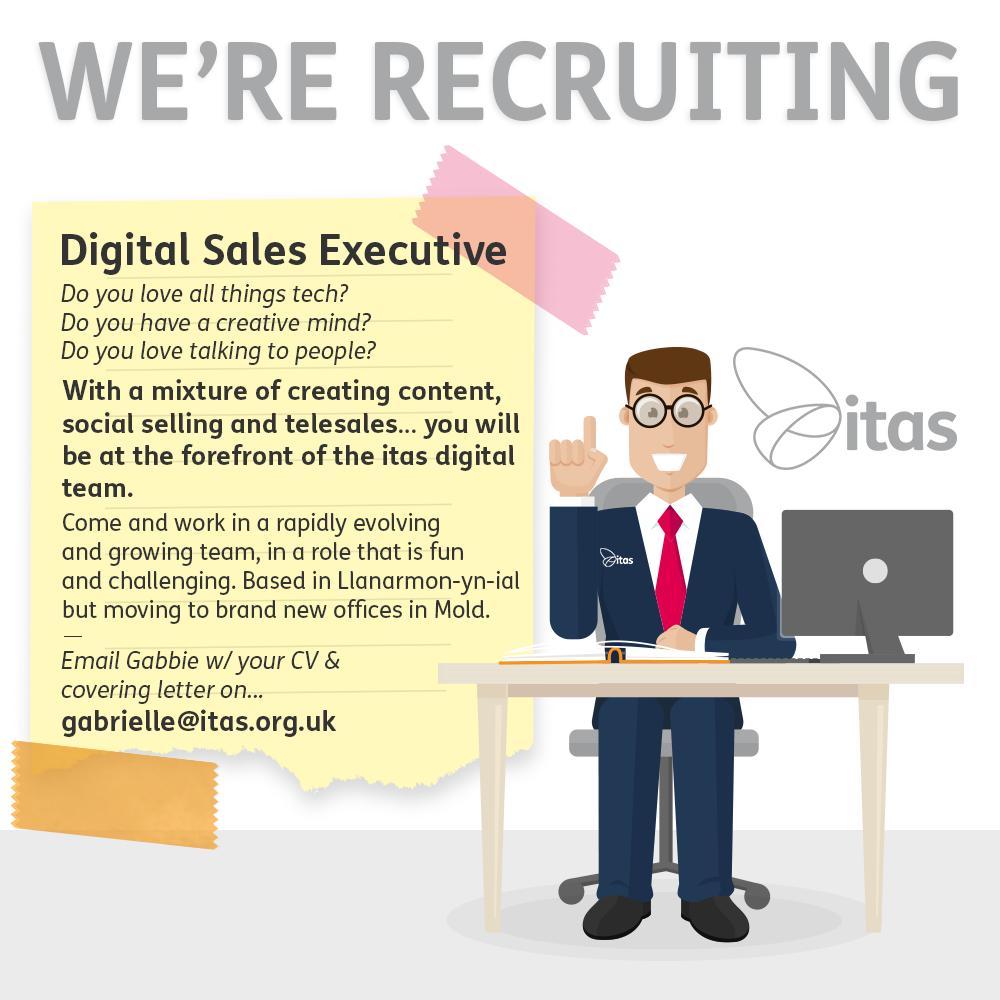 WE’RE RECRUITING
Digital Sales Executive
Do you love all things tech?
Do you have a creative mind?
Do you love talking to people?
With a mixture of creating content,
social selling and telesales... you will
be at the forefront of the itas digital
team.
Come and work in a rapidly evolving
and growing team, in a role that is fun
and challenging. Based in Llanarmon-yn-ial
but moving to brand new offices in Mold.
—
Email Gabbie w/ your CV &
covering letter on...
gabrielle@itas.org.uk
itas
itas